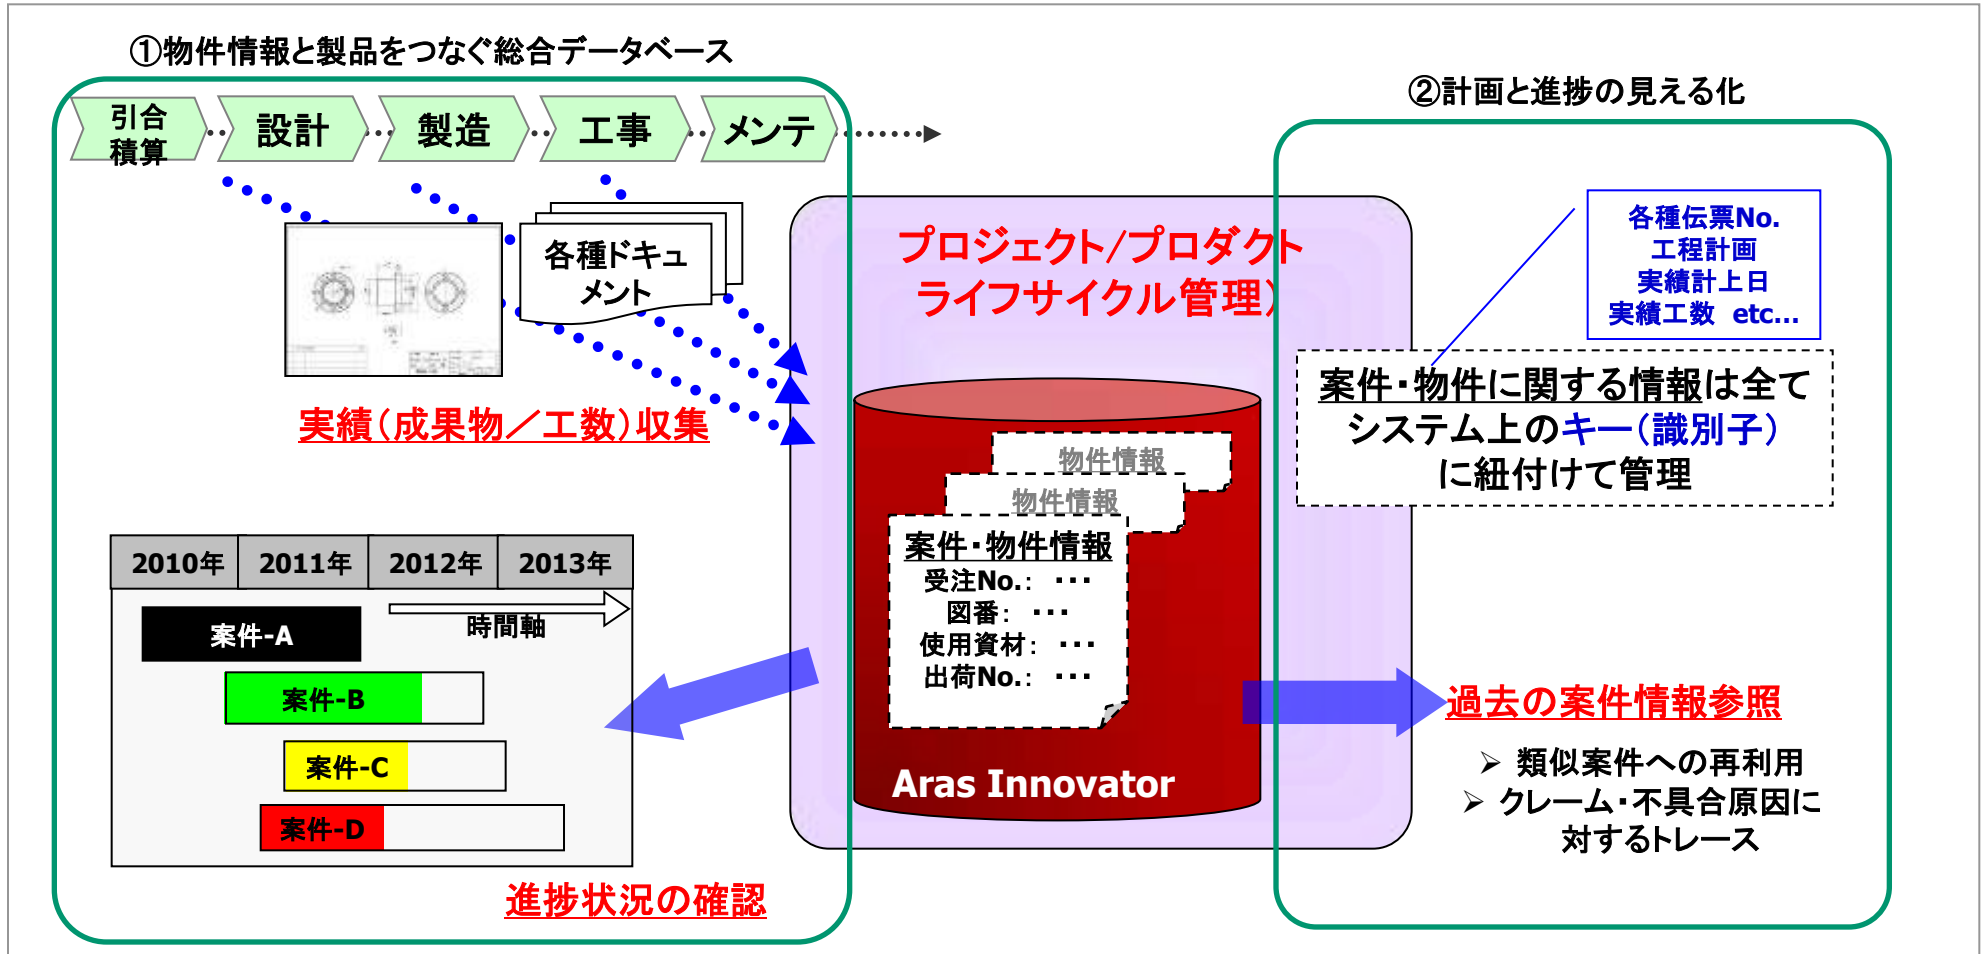 ①物件情報と製品をつなぐ総合データベース
引合
積算
設計
製造
工事
メンテ
各種ドキュ
メント
実績（成果物／工数）収集
2010年
2011年
2012年
2013年
時間軸
案件-A
案件-B
案件-C
案件-D
進捗状況の確認
プロジェクト/プロダクト
ライフサイクル管理）
物件情報
物件情報
案件・物件情報
受注No.： ･･･
図番： ･･･
使用資材： ･･･
出荷No.： ･･･
Aras Innovator
②計画と進捗の見える化
各種伝票No.
工程計画
実績計上日
実績工数 etc…
案件・物件に関する情報は全て
システム上のキー（識別子）
に紐付けて管理
過去の案件情報参照
➢ 類似案件への再利用
➢ クレーム・不具合原因に
対するトレース